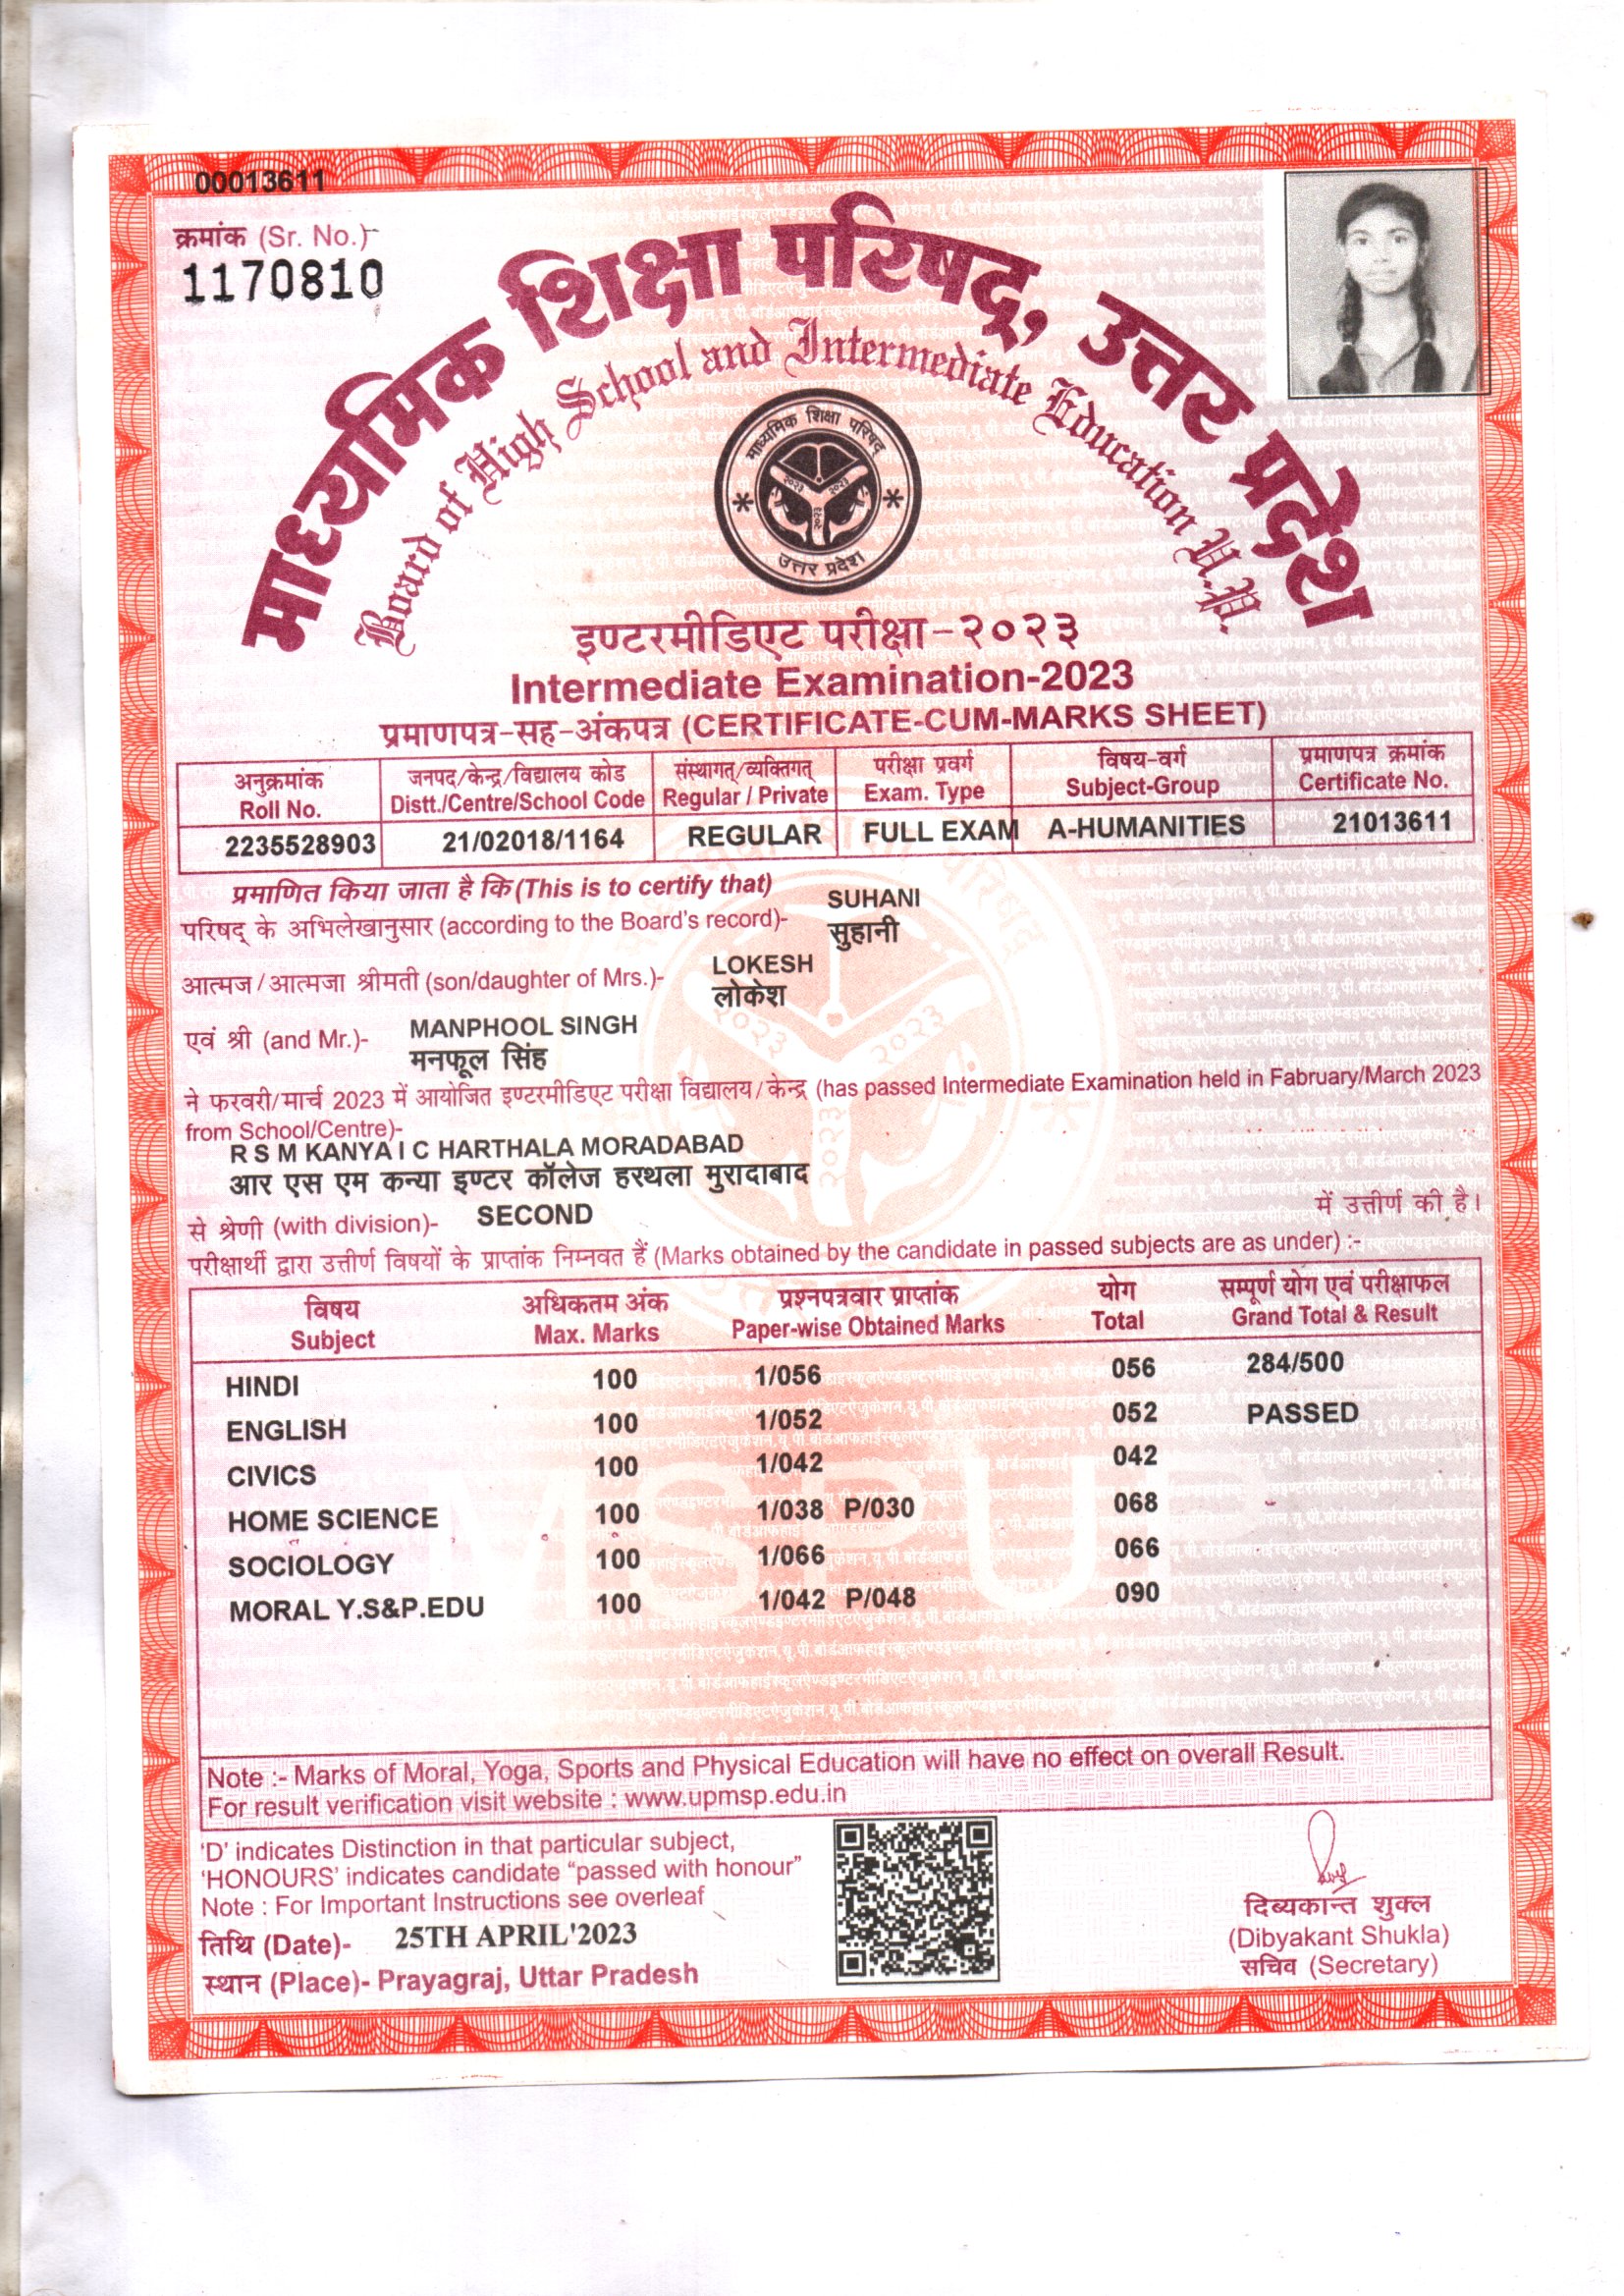 00013611
क्रमांक (Sr. No.)-
1170810
माध्यमिक शिक्षा परिषद्, उत्तर प्रदेश
Board of High School and Intermediate Education U.P.
माध्यमिक शिक्षा परिषद्
२०२३ २०२३
२०२३
उत्तर प्रदेश
इण्टरमीडिएट परीक्षा-२०२३
Intermediate Examination-2023
प्रमाणपत्र-सह-अंकपत्र (CERTIFICATE-CUM-MARKS SHEET)
अनुक्रमांक जनपद/केन्द्र/विद्यालय कोड संस्थागत्/व्यक्तिगत् परीक्षा प्रवर्ग विषय-वर्ग प्रमाणपत्र क्रमांक
Roll No. Distt./Centre/School Code Regular / Private Exam. Type Subject-Group Certificate No.
2235528903 21/02018/1164 REGULAR FULL EXAM A-HUMANITIES 21013611
प्रमाणित किया जाता है कि (This is to certify that) SUHANI
परिषद् के अभिलेखानुसार (according to the Board's record)- सुहानी
LOKESH
आत्मज/आत्मजा श्रीमती (son/daughter of Mrs.)- लोकेश
एवं श्री (and Mr.)- MANPHOOL SINGH
मनफूल सिंह
ने फरवरी/मार्च 2023 में आयोजित इण्टरमीडिएट परीक्षा विद्यालय/केन्द्र (has passed Intermediate Examination held in Fabruary/March 2023
from School/Centre)-
R S M KANYA I C HARTHALA MORADABAD
आर एस एम कन्या इण्टर कॉलेज हरथला मुरादाबाद
से श्रेणी (with division)- SECOND में उत्तीर्ण की है।
परीक्षार्थी द्वारा उत्तीर्ण विषयों के प्राप्तांक निम्नवत हैं (Marks obtained by the candidate in passed subjects are as under) :-
विषय अधिकतम अंक प्रश्नपत्रवार प्राप्तांक योग सम्पूर्ण योग एवं परीक्षाफल
Subject Max. Marks Paper-wise Obtained Marks Total Grand Total & Result
HINDI 100 1/056 056 284/500
ENGLISH 100 1/052 052 PASSED
CIVICS 100 1/042 042
HOME SCIENCE 100 1/038 P/030 068
SOCIOLOGY 100 1/066 066
MORAL Y.S&P.EDU 100 1/042 P/048 090
MSPUP
Note :- Marks of Moral, Yoga, Sports and Physical Education will have no effect on overall Result.
For result verification visit website : www.upmsp.edu.in
'D' indicates Distinction in that particular subject,
'HONOURS' indicates candidate "passed with honour"
Note : For Important Instructions see overleaf
तिथि (Date)- 25TH APRIL'2023
स्थान (Place)- Prayagraj, Uttar Pradesh
दिव्यकान्त शुक्ल
(Dibyakant Shukla)
सचिव (Secretary)